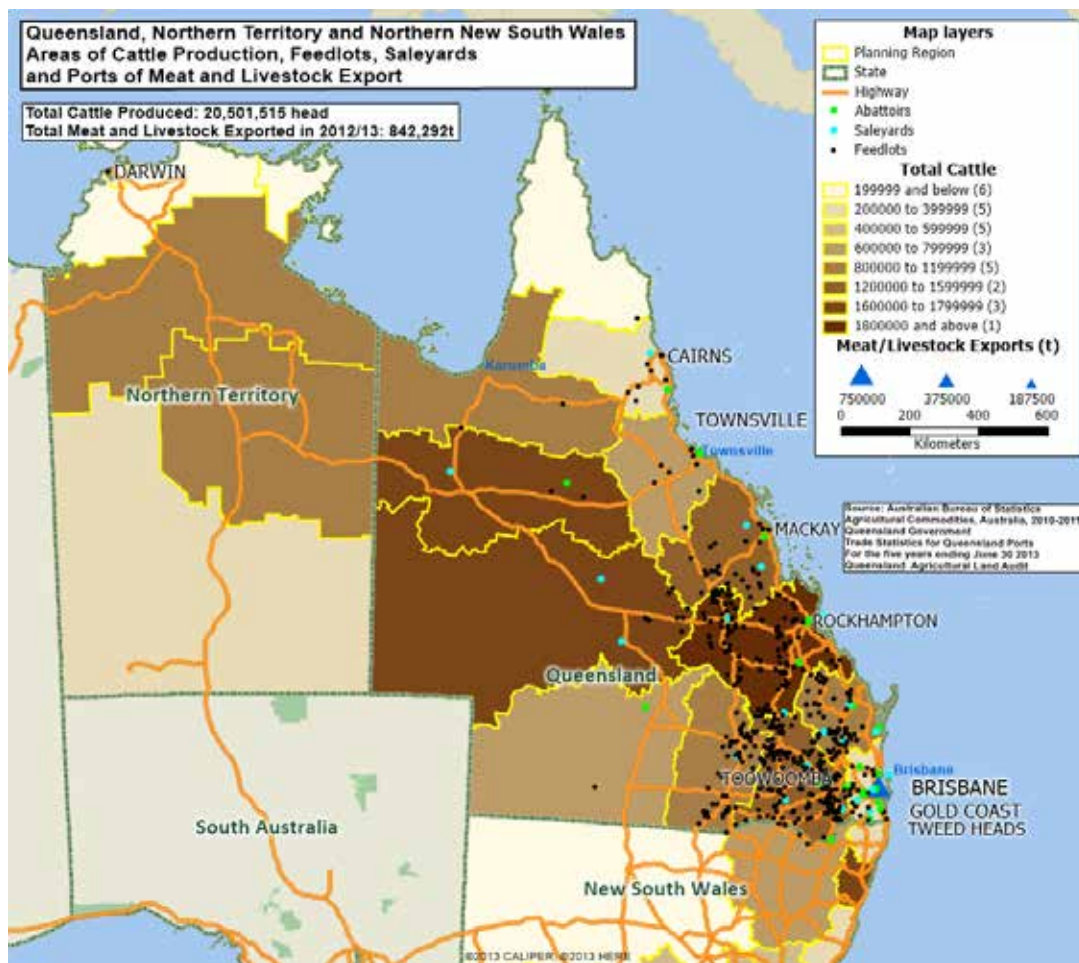 Queensland, Northern Territory and Northern New South Wales
Areas of Cattle Production, Feedlots, Saleyards
and Ports of Meat and Livestock Export
Total Cattle Produced: 20,501,515 head
Total Meat and Livestock Exported in 2012/13: 842,292t
Map layers
Planning Region
State
Highway
Abattoirs
Saleyards
Feedlots
Total Cattle
199999 and below (6)
200000 to 399999 (5)
400000 to 599999 (5)
600000 to 799999 (3)
800000 to 1199999 (5)
1200000 to 1599999 (2)
1600000 to 1799999 (3)
1800000 and above (1)
Meat/Livestock Exports (t)
750000 375000 187500
0 200 400 600
Kilometers
DARWIN
Karumba
CAIRNS
Northern Territory
TOWNSVILLE
Townsville
Source: Australian Bureau of Statistics
Agricultural Commodities, Australia, 2010-2011
Queensland Government
Trade Statistics for Queensland Ports
For the five years ending June 30 2013
Queensland Agricultural Land Audit
MACKAY
ROCKHAMPTON
Queensland
TOOWOOMBA
Brisbane
BRISBANE
GOLD COAST
TWEED HEADS
South Australia
New South Wales
©2013 CALIPER ©2013 HERE